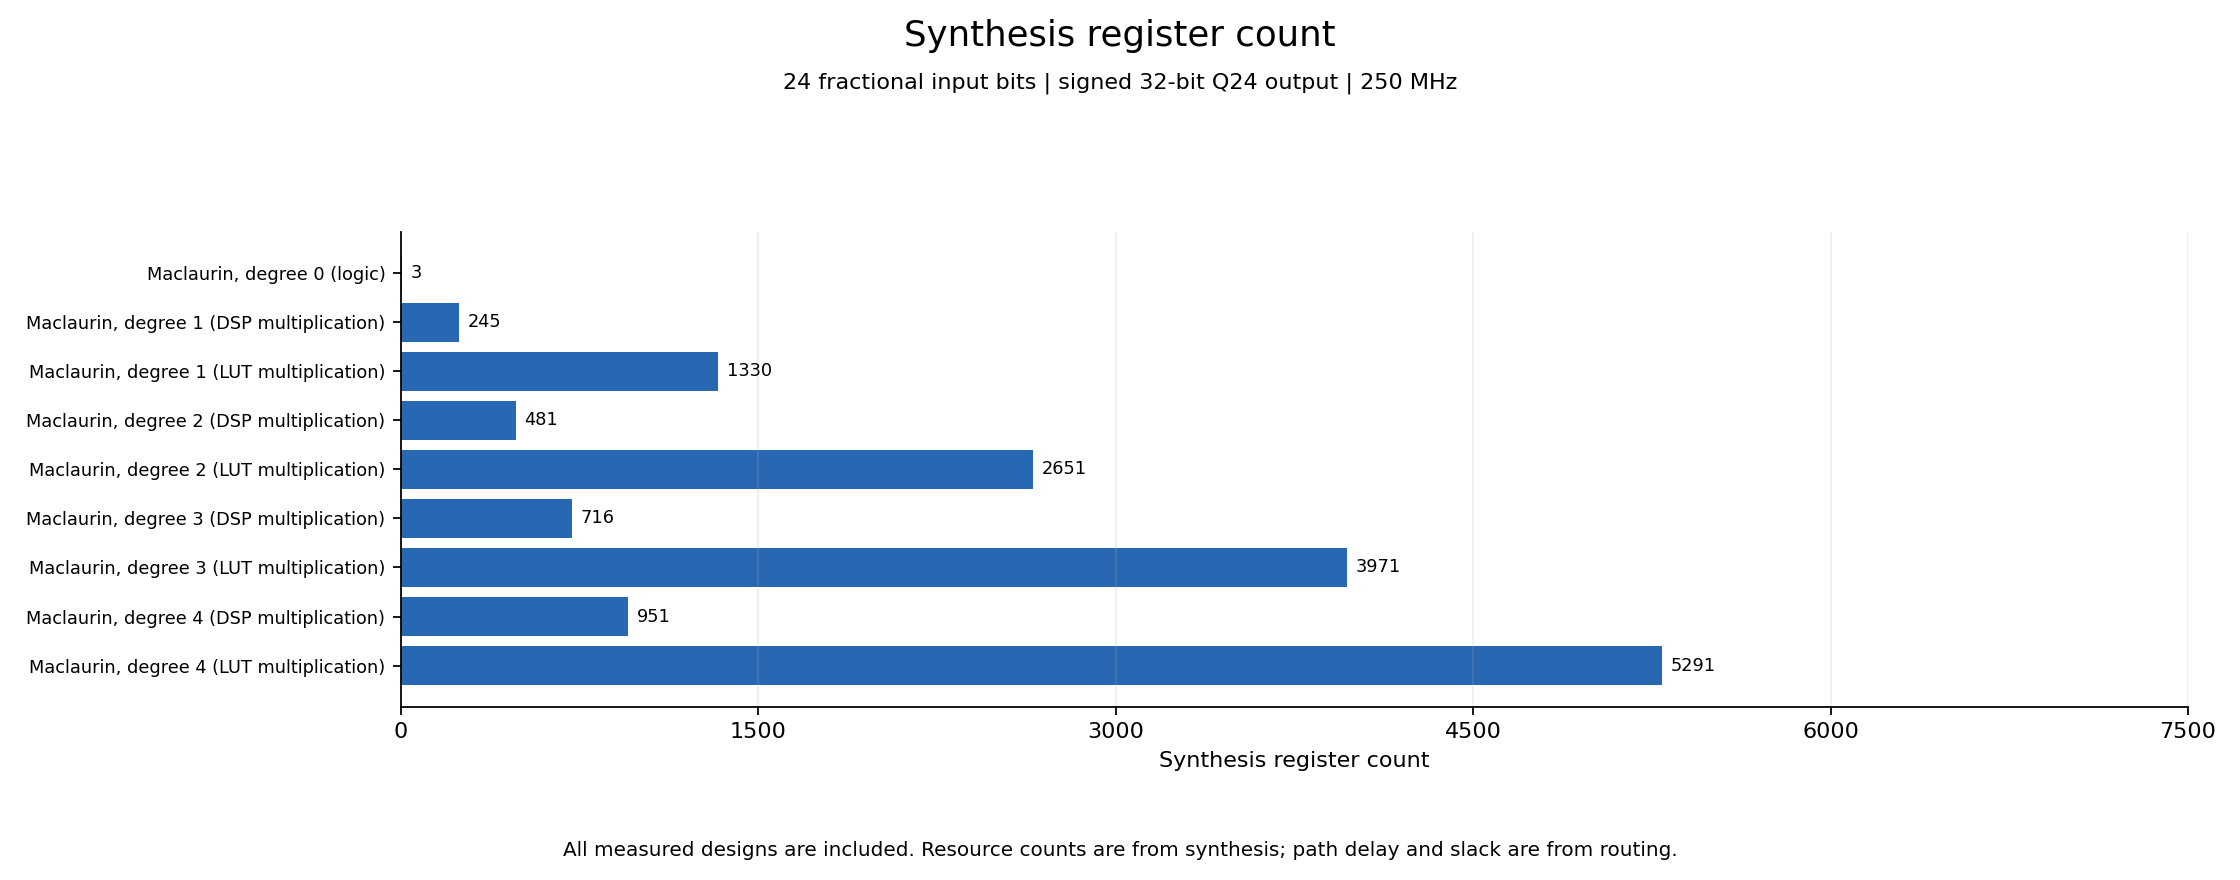 Synthesis register count
24 fractional input bits | signed 32-bit Q24 output | 250 MHz
Maclaurin, degree 0 (logic) 3
Maclaurin, degree 1 (DSP multiplication) 245
Maclaurin, degree 1 (LUT multiplication) 1330
Maclaurin, degree 2 (DSP multiplication) 481
Maclaurin, degree 2 (LUT multiplication) 2651
Maclaurin, degree 3 (DSP multiplication) 716
Maclaurin, degree 3 (LUT multiplication) 3971
Maclaurin, degree 4 (DSP multiplication) 951
Maclaurin, degree 4 (LUT multiplication) 5291
0 1500 3000 4500 6000 7500
Synthesis register count
All measured designs are included. Resource counts are from synthesis; path delay and slack are from routing.